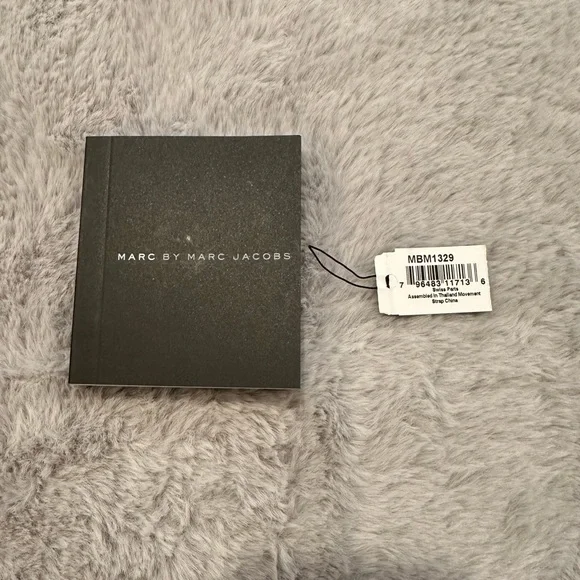 MARC BY MARC JACOBS
MBM1329
7 96483 11713 6
Swiss Parts
Assembled in Thailand Movement
Strap China